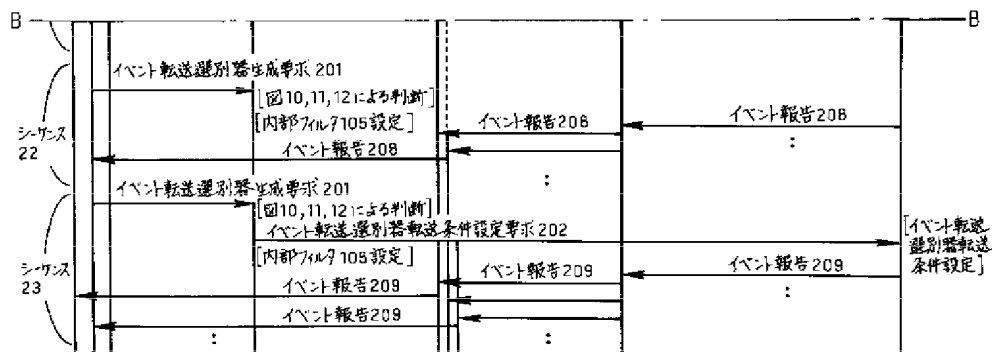 B B
イベント転送選別器生成要求 201
[図10,11,12による判断]
シーケンス
22
[内部フィルタ105設定]
イベント報告208
イベント報告208
イベント報告208
イベント転送選別器生成要求201
[図10,11,12による判断]
イベント転送選別器転送条件設定要求202
[イベント転送
選別器転送
条件設定]
シーケンス
23
[内部フィルタ105設定]
イベント報告209
イベント報告209
イベント報告209
イベント報告209